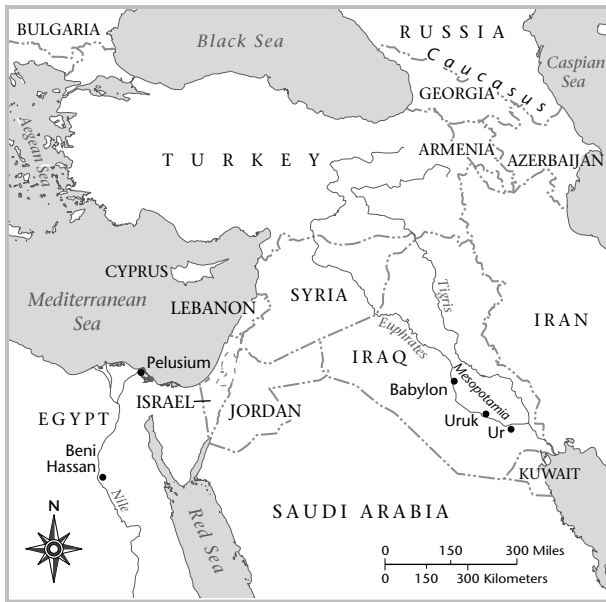 BULGARIA
Black Sea
RUSSIA
Caucasus
Caspian
Sea
GEORGIA
Aegean Sea
TURKEY
ARMENIA
AZERBAIJAN
CYPRUS
Mediterranean
Sea
LEBANON
SYRIA
Tigris
IRAN
Euphrates
IRAQ
Pelusium
Babylon
Mesopotamia
ISRAEL
JORDAN
Uruk
Ur
EGYPT
Beni
Hassan
KUWAIT
Nile
N
Red Sea
SAUDI ARABIA
0 150 300 Miles
0 150 300 Kilometers